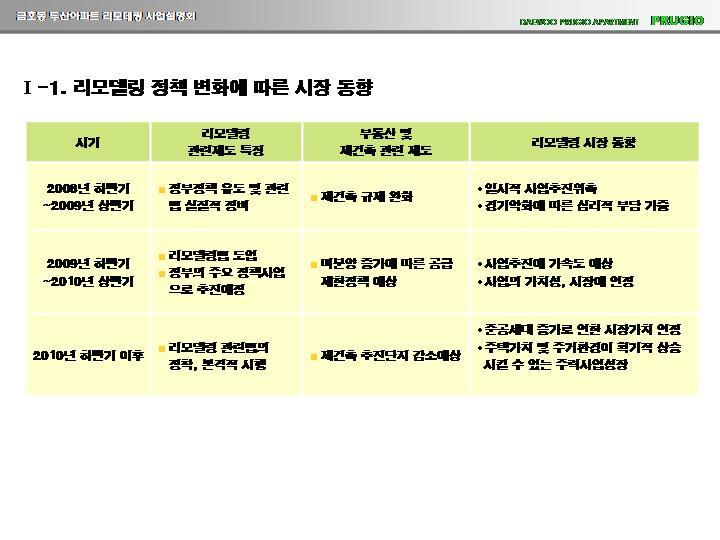 금호동 두산아파트 리모델링 사업설명회
DAEWOO PRUGIO APARTMENT PRUGIO
Ⅰ-1. 리모델링 정책 변화에 따른 시장 동향
시기
리모델링
관련제도 특징
부동산 및
재건축 관련 제도
리모델링 시장 동향
2008년 하반기
~2009년 상반기
■ 정부정책 유도 및 관련
법 실질적 정비
■ 재건축 규제 완화
•일시적 사업추진위축
•경기악화에 따른 심리적 부담 가중
2009년 하반기
~2010년 상반기
■ 리모델링법 도입
■ 정부의 주요 정책사업
으로 추진예정
■ 미분양 증가에 따른 공급
제한정책 예상
•사업추진에 가속도 예상
•사업의 가치성, 시장에 인정
2010년 하반기 이후
■ 리모델링 관련법의
정착, 본격적 시행
■ 재건축 추진단지 감소예상
•준공세대 증가로 인한 시장가치 인정
•주택가치 및 주거환경이 획기적 상승
시킬 수 있는 주력사업성장